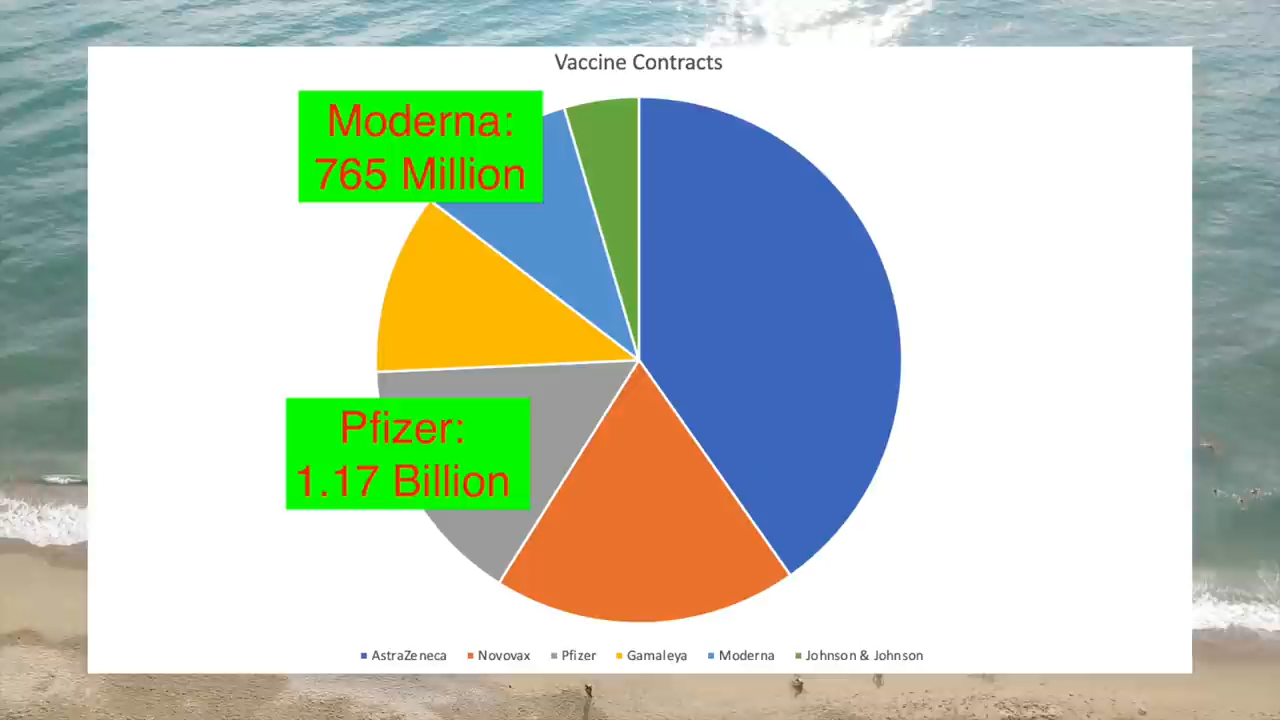 Vaccine Contracts
Moderna:
765 Million
Pfizer:
1.17 Billion
AstraZeneca Novovax Pfizer Gamaleya Moderna Johnson & Johnson